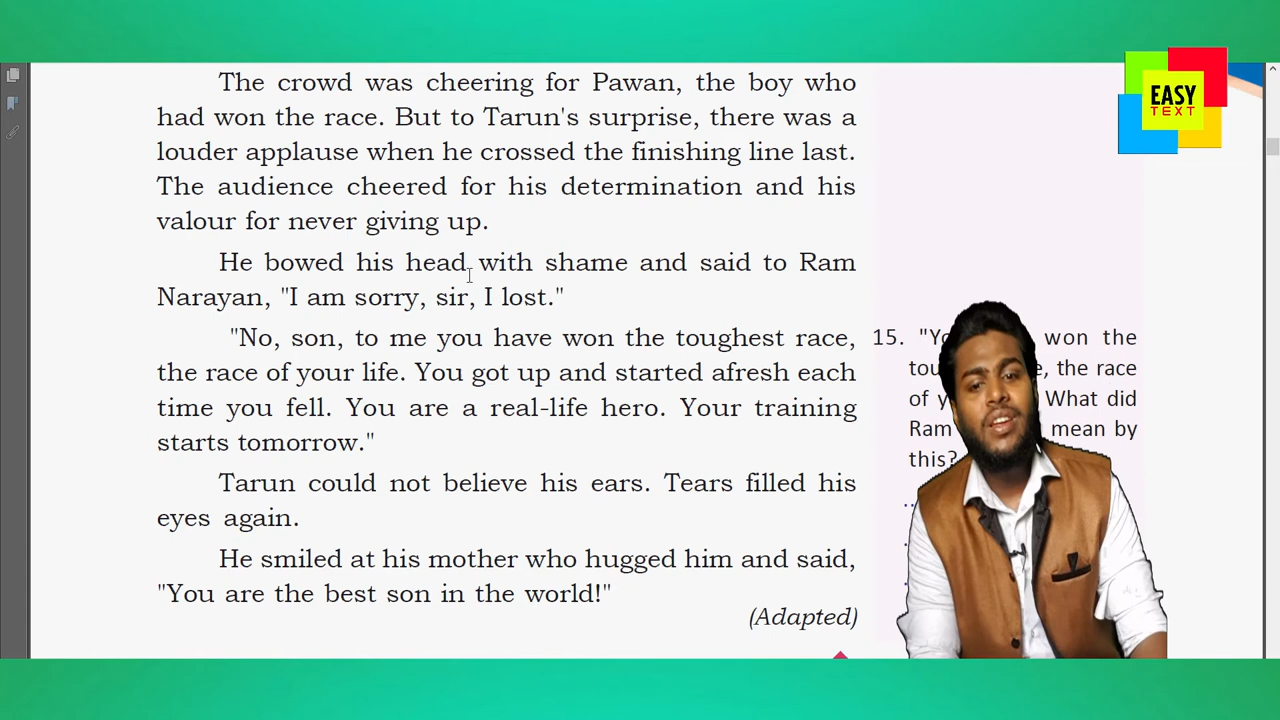 The crowd was cheering for Pawan, the boy who
had won the race. But to Tarun's surprise, there was a
louder applause when he crossed the finishing line last.
The audience cheered for his determination and his
valour for never giving up.
He bowed his head with shame and said to Ram
Narayan, "I am sorry, sir, I lost."
"No, son, to me you have won the toughest race,
the race of your life. You got up and started afresh each
time you fell. You are a real-life hero. Your training
starts tomorrow."
Tarun could not believe his ears. Tears filled his
eyes again.
He smiled at his mother who hugged him and said,
"You are the best son in the world!"
(Adapted)
15. won the
the race
of What did
Ram mean by
this?
EASY
TEXT